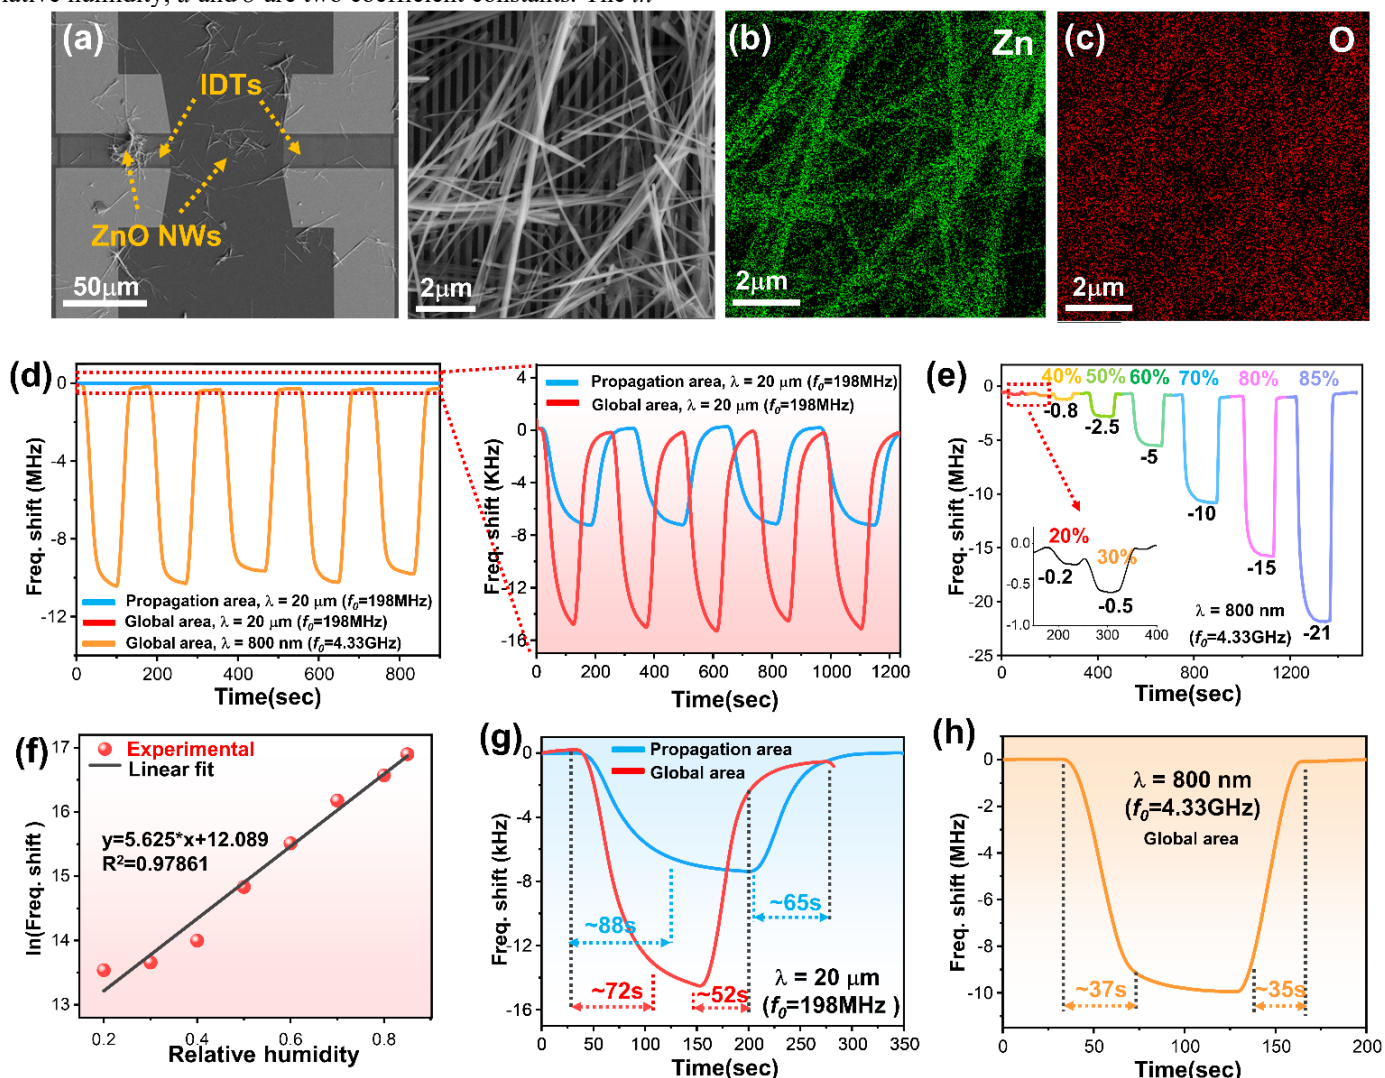 lative humidity, a and b are two coefficient constants. The ln
(a)
IDTs
ZnO NWs
50μm
2μm
(b)
Zn
2μm
(c)
O
2μm
(d)
Freq. shift (MHz)
0
-4
-8
-12
Propagation area, λ = 20 μm (f0=198MHz)
Global area, λ = 20 μm (f0=198MHz)
Global area, λ = 800 nm (f0=4.33GHz)
0 200 400 600 800
Time(sec)
Freq. shift (KHz)
4
0
-4
-8
-12
-16
Propagation area, λ = 20 μm (f0=198MHz)
Global area, λ = 20 μm (f0=198MHz)
0 200 400 600 800 1000 1200
Time(sec)
(e)
Freq. shift (MHz)
0
-5
-10
-15
-20
-25
40% 50% 60% 70% 80% 85%
-0.8
-2.5
-5
-10
-15
-21
0.0
-0.5
-1.0
20%
30%
-0.2
-0.5
200 300 400
λ = 800 nm
(f0=4.33GHz)
0 400 800 1200
Time(sec)
(f)
ln(Freq. shift )
17
16
15
14
13
Experimental
Linear fit
y=5.625*x+12.089
R²=0.97861
0.2 0.4 0.6 0.8
Relative humidity
(g)
Freq. shift (kHz)
0
-4
-8
-12
-16
Propagation area
Global area
~88s
~65s
~72s
~52s
λ = 20 μm
(f0=198MHz )
0 50 100 150 200 250 300 350
Time(sec)
(h)
Freq. shift (MHz)
0
-2
-4
-6
-8
-10
λ = 800 nm
(f0=4.33GHz)
Global area
~37s
~35s
0 50 100 150 200
Time(sec)